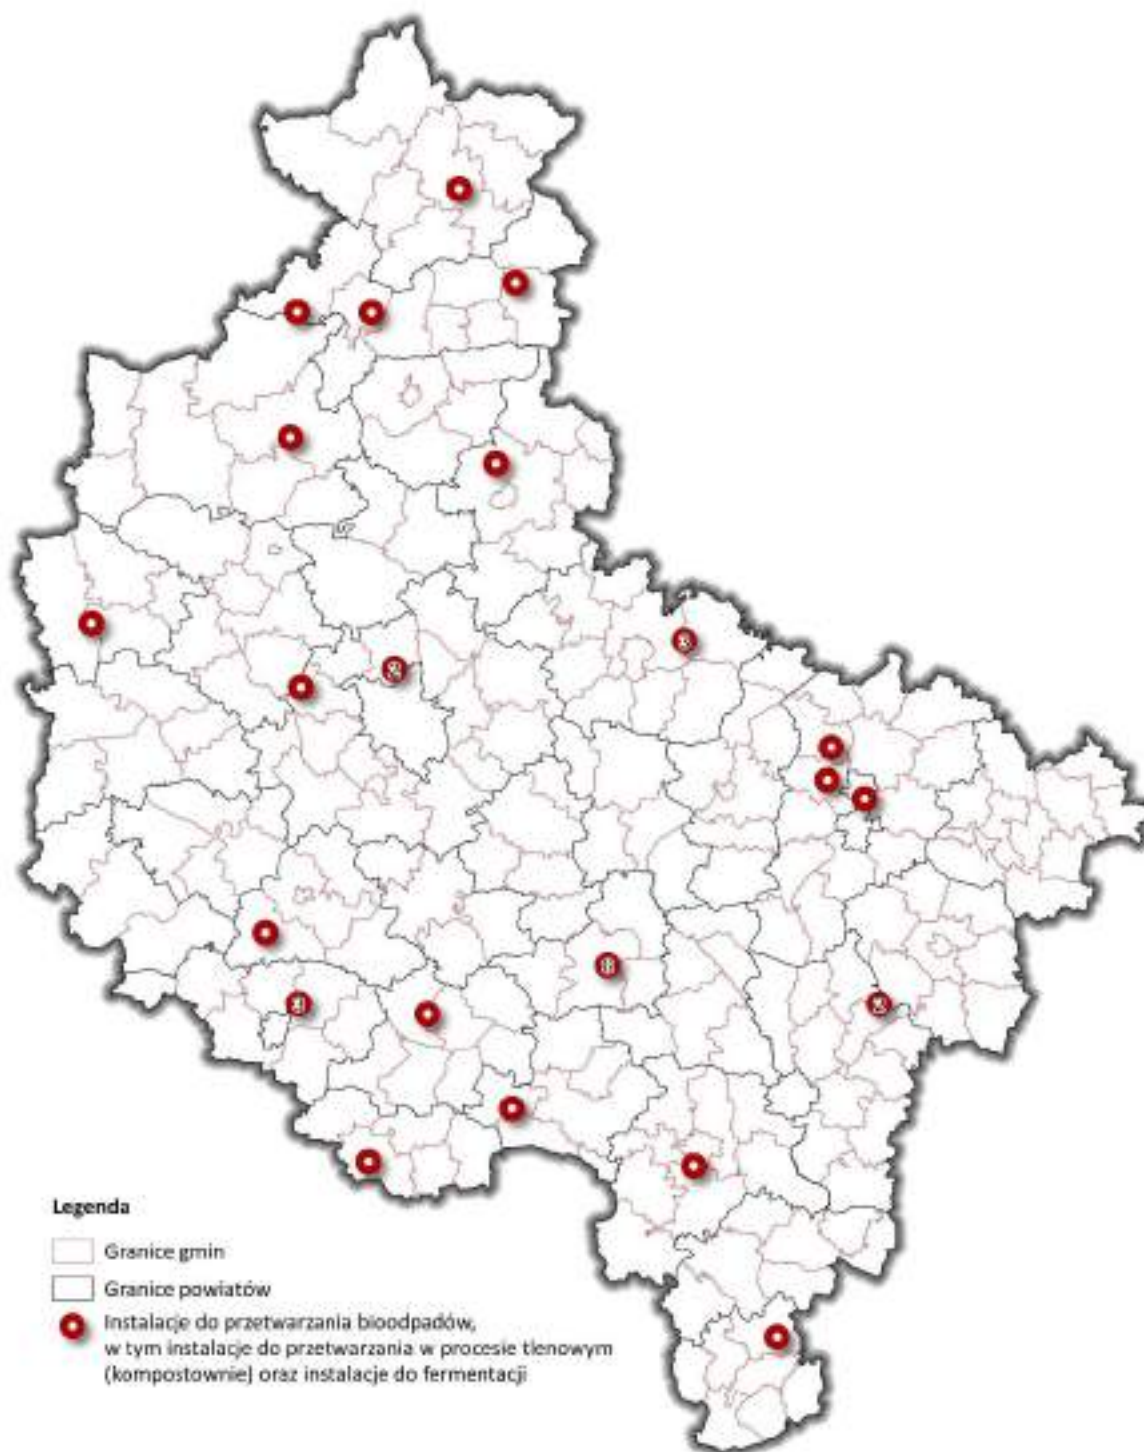 2
Legenda
Granice gmin
Granice powiatów
Instalacje do przetwarzania bioodpadów,
w tym instalacje do przetwarzania w procesie tlenowym
(kompostownie) oraz instalacje do fermentacji